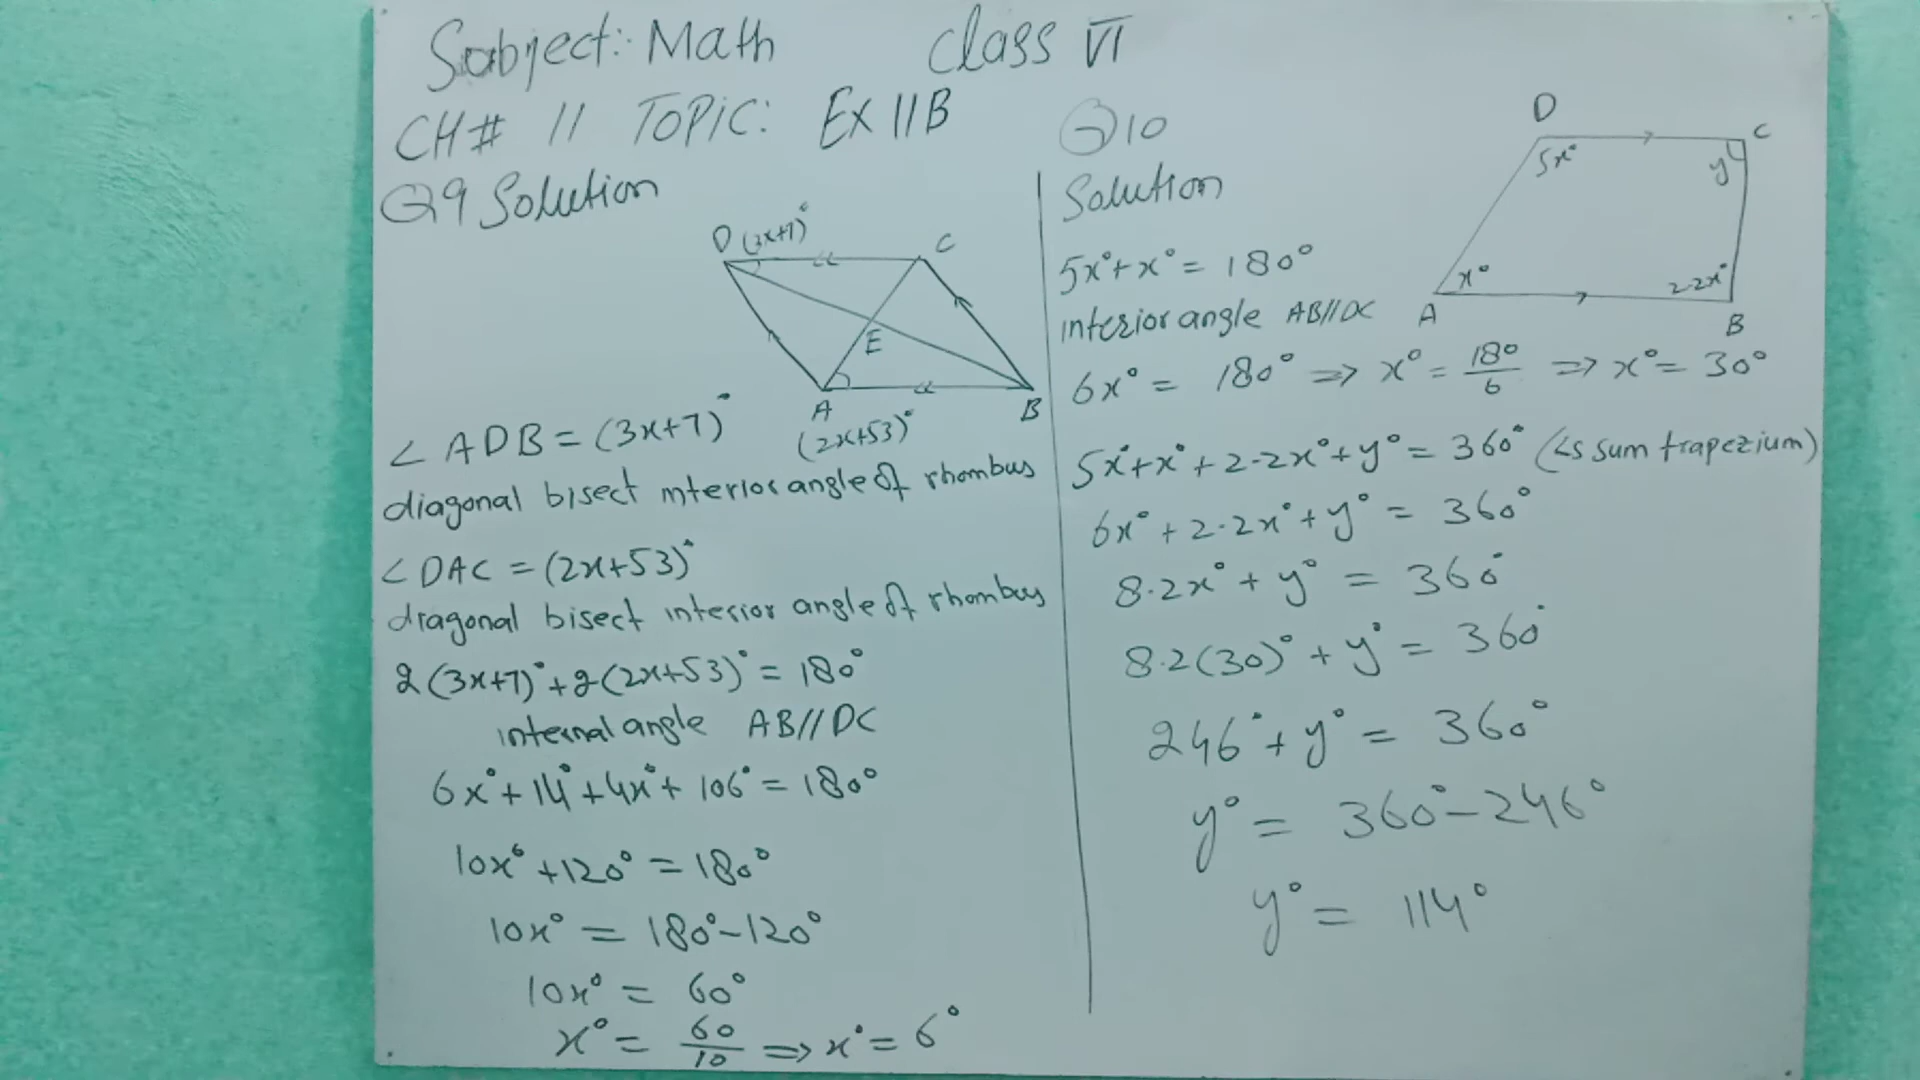 Subject: Math Class VI
CH# 11 TOPIC: EX 11B
Q9 Solution
D (3x+7)° C
E
A B
(2x+53)°
∠ADB = (3x+7)°
diagonal bisect interior angle of rhombus
∠DAC = (2x+53)°
diagonal bisect interior angle of rhombus
2(3x+7)° + 2(2x+53)° = 180°
internal angle AB//DC
6x° + 14° + 4x° + 106° = 180°
10x° + 120° = 180°
10x° = 180° - 120°
10x° = 60°
x° = 60/10 ⇒ x° = 6°
Q10
Solution
D C
5x° y°
x° 2.2x°
A B
5x° + x° = 180°
interior angle AB//DC
6x° = 180° ⇒ x° = 180/6 ⇒ x° = 30°
5x° + x° + 2.2x° + y° = 360° (∠s sum trapezium)
6x° + 2.2x° + y° = 360°
8.2x° + y° = 360°
8.2(30)° + y° = 360°
246° + y° = 360°
y° = 360° - 246°
y° = 114°